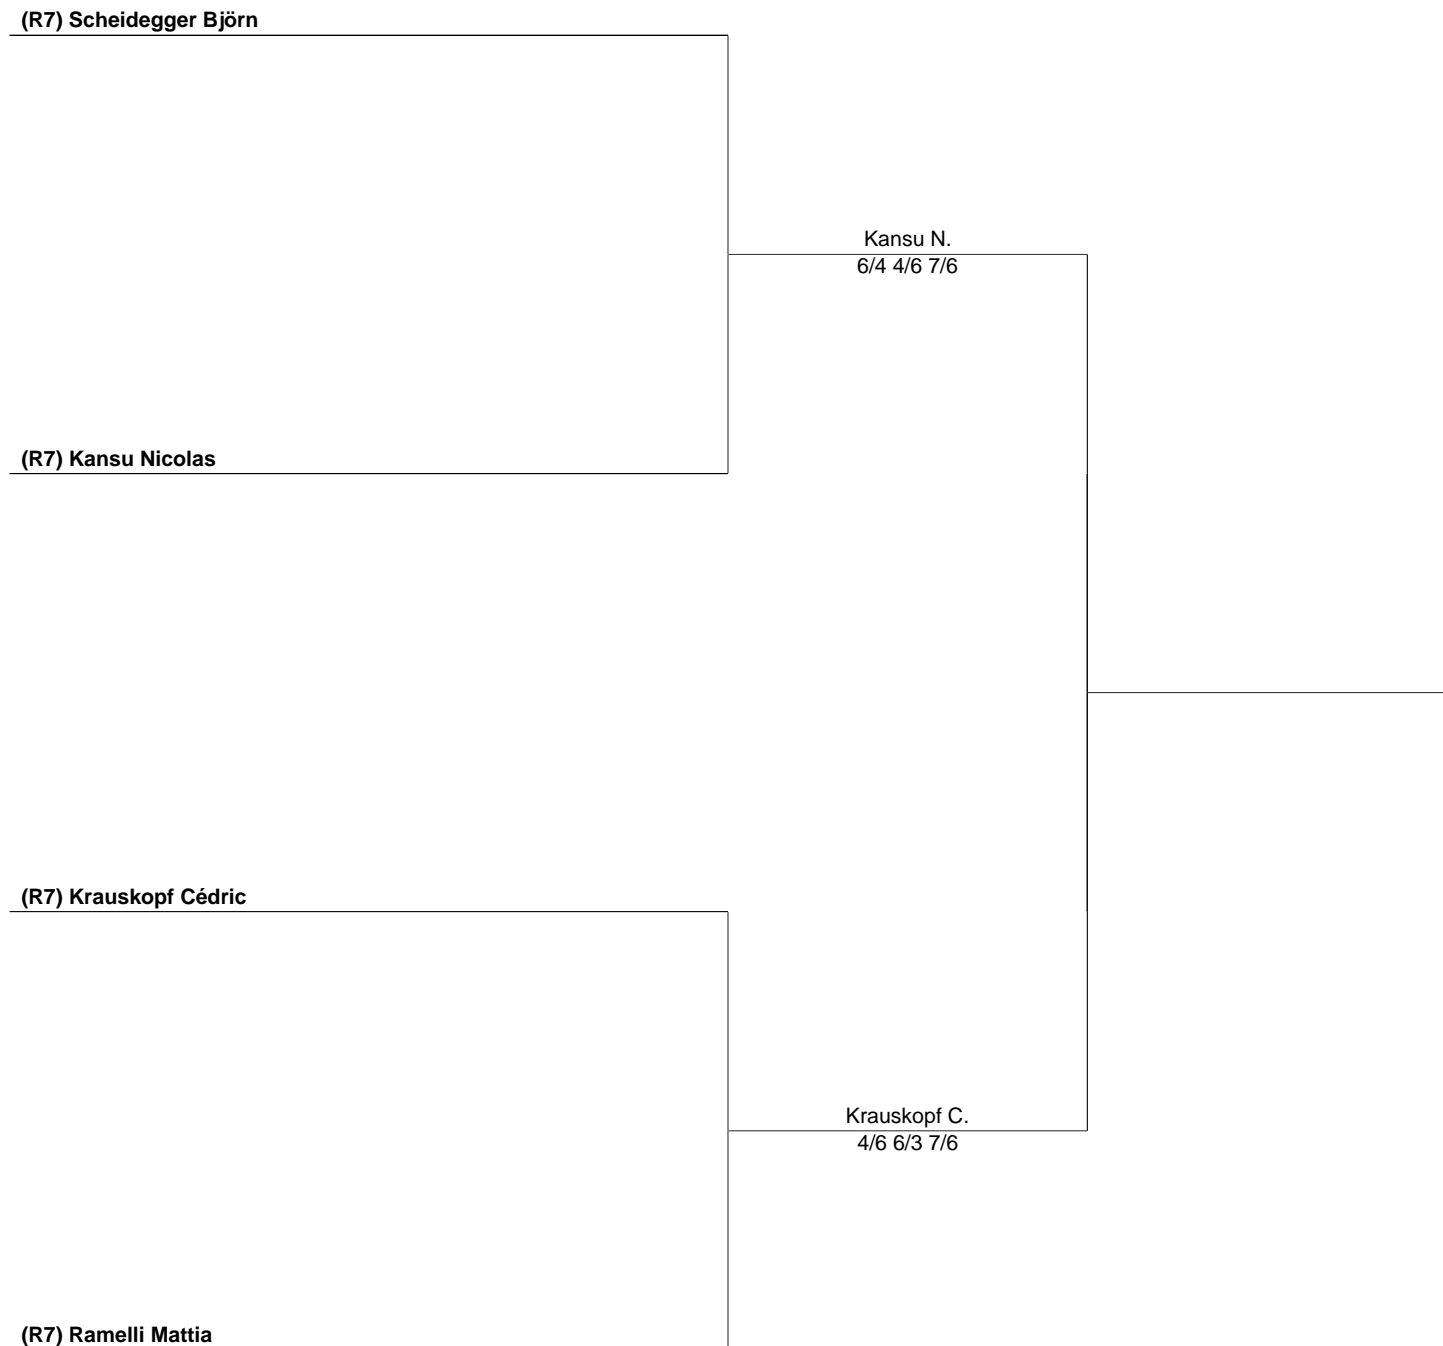 (R7) Scheidegger Björn
Kansu N.
6/4 4/6 7/6
(R7) Kansu Nicolas
(R7) Krauskopf Cédric
Krauskopf C.
4/6 6/3 7/6
(R7) Ramelli Mattia